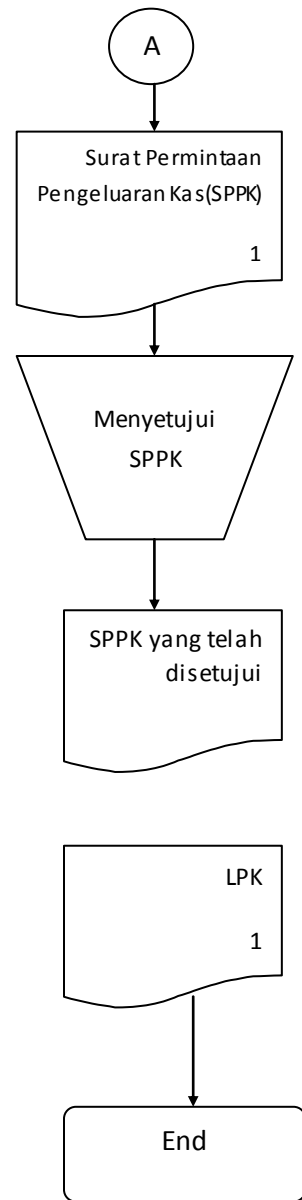 A
Surat Permintaan
Pengeluaran Kas(SPPK)
1
Menyetujui
SPPK
SPPK yang telah
disetujui
LPK
1
End